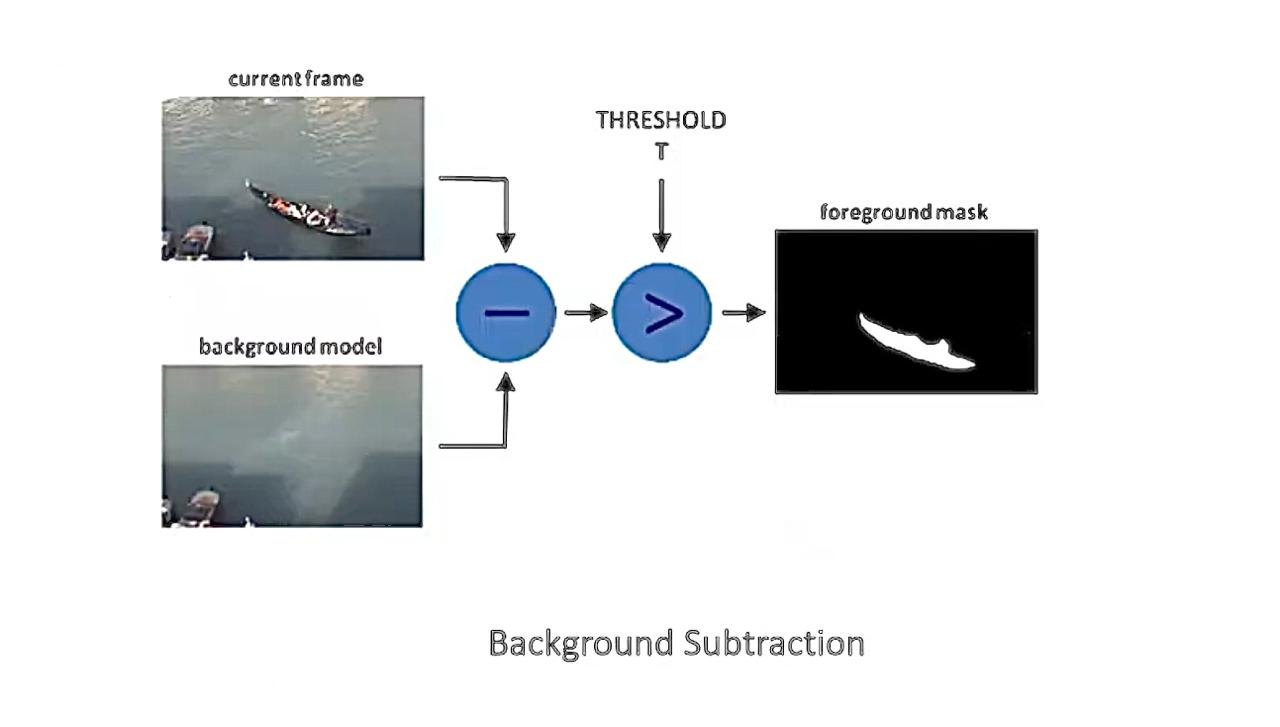 current frame
THRESHOLD
T
foreground mask
−
>
background model
Background Subtraction